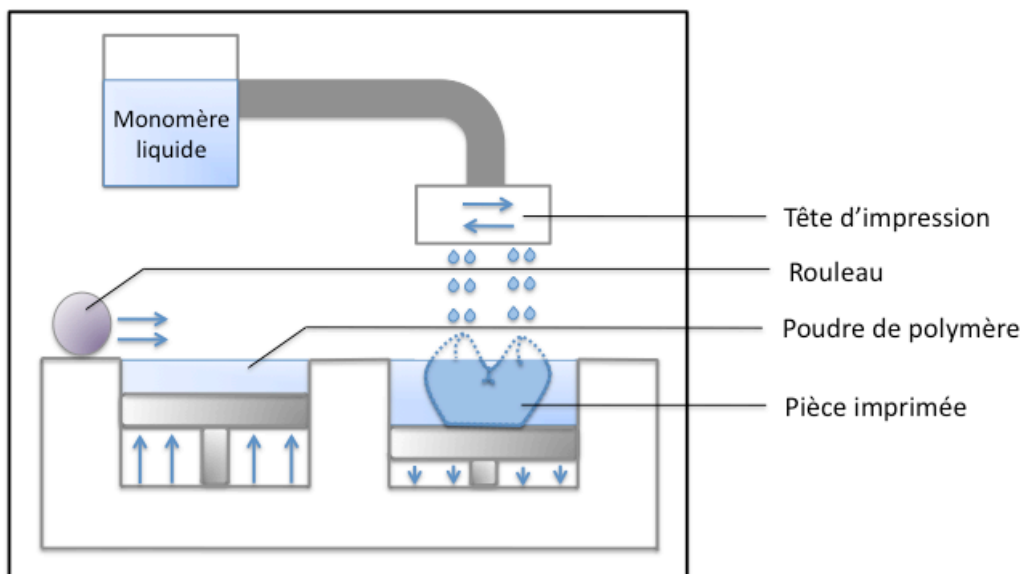 Monomère
liquide
Tête d’impression
Rouleau
Poudre de polymère
Pièce imprimée